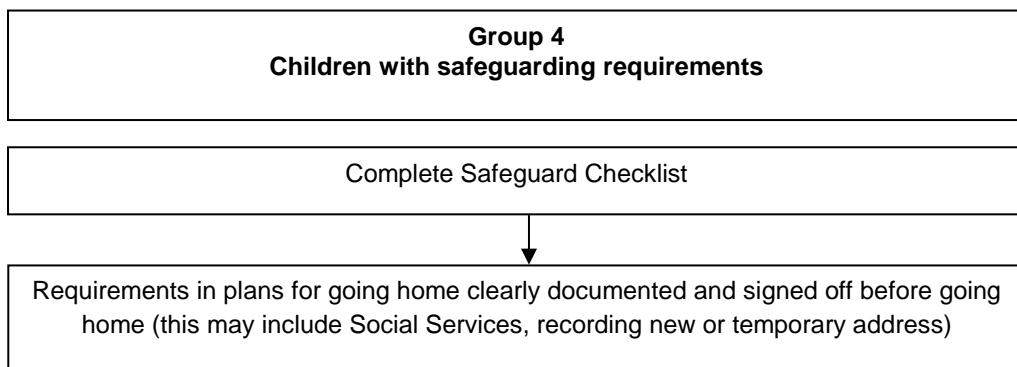 Group 4
Children with safeguarding requirements
Complete Safeguard Checklist
Requirements in plans for going home clearly documented and signed off before going
home (this may include Social Services, recording new or temporary address)